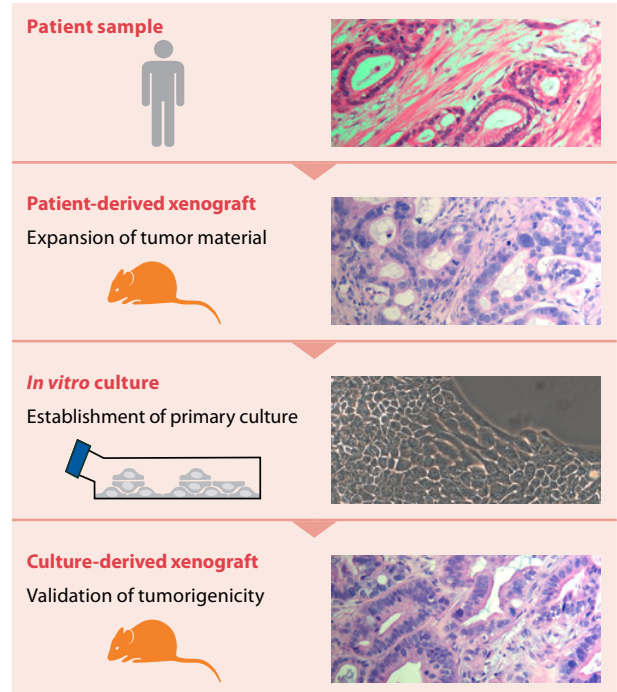 Patient sample
Patient-derived xenograft
Expansion of tumor material
In vitro culture
Establishment of primary culture
Culture-derived xenograft
Validation of tumorigenicity